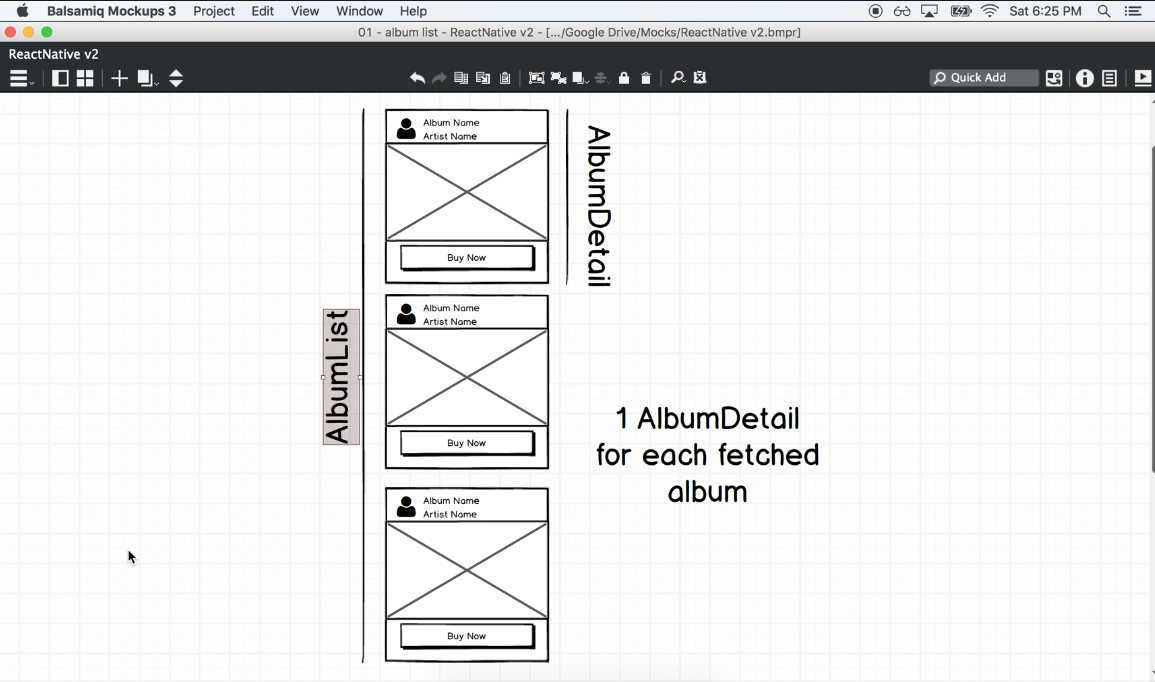 Balsamiq Mockups 3 Project Edit View Window Help Sat 6:25 PM
01 - album list - ReactNative v2 - [.../Google Drive/Mocks/ReactNative v2.bmpr]
ReactNative v2
Quick Add
Album Name
Artist Name
Buy Now
AlbumDetail
Album Name
Artist Name
Buy Now
AlbumList
1 AlbumDetail
for each fetched
album
Album Name
Artist Name
Buy Now